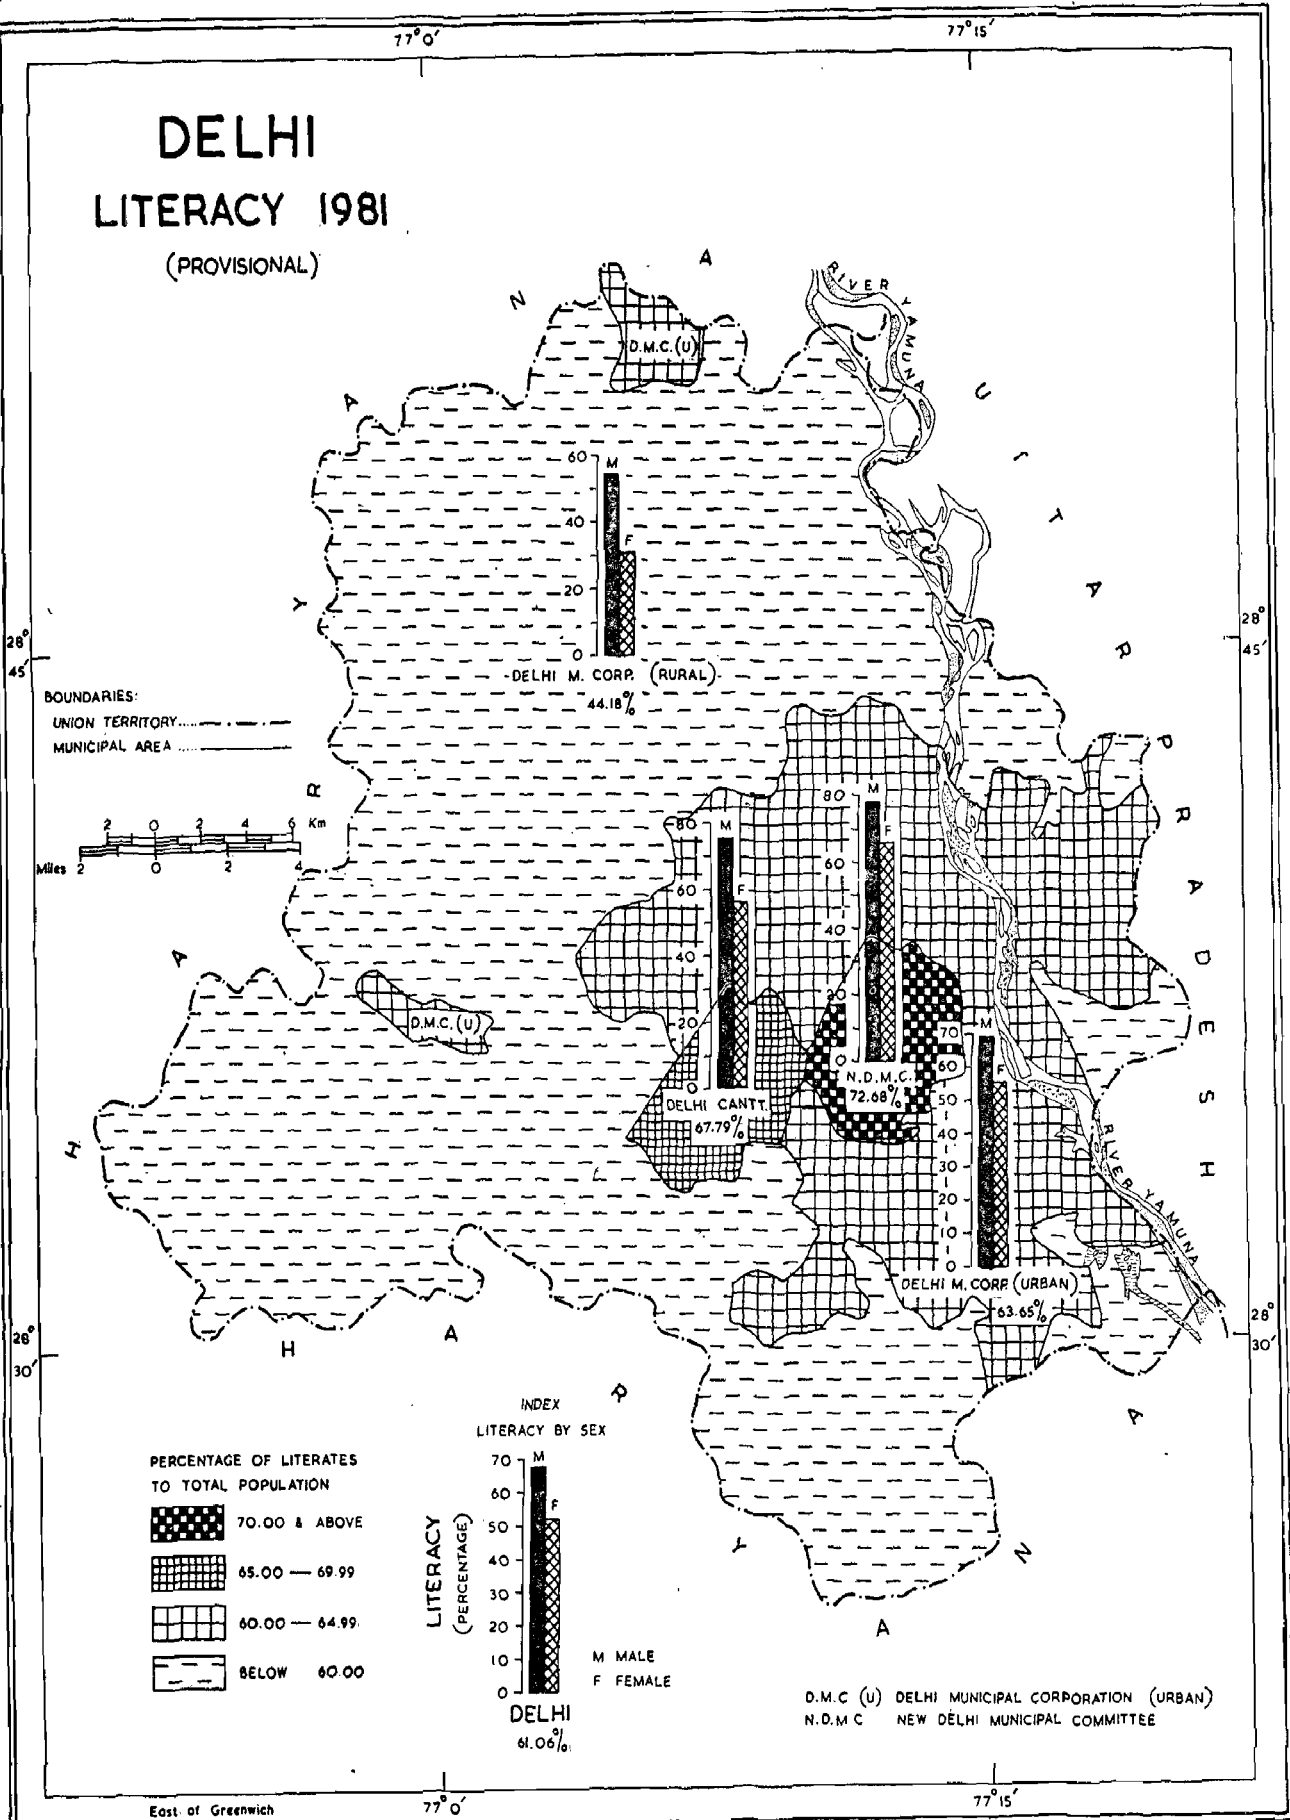 77° 0′
77° 15′
DELHI
LITERACY 1981
(PROVISIONAL)
H A R Y A N A
RIVER YAMUNA
UTTAR PRADESH
D.M.C.(U)
60
40
20
0
M
F
DELHI M. CORP. (RURAL)
44.18%
28° 45′
28° 45′
BOUNDARIES:
UNION TERRITORY.....
MUNICIPAL AREA .....
2 0 2 4 6 Km
Miles 2 0 2 4
80
60
40
20
0
M
F
DELHI CANTT.
67.79%
80
60
40
20
0
M
F
N.D.M.C.
72.68%
D.M.C.(U)
70
60
50
40
30
20
10
0
M
F
DELHI M. CORP. (URBAN)
63.65%
RIVER YAMUNA
28° 30′
28° 30′
H A R Y A N A
INDEX
LITERACY BY SEX
PERCENTAGE OF LITERATES
TO TOTAL POPULATION
70.00 & ABOVE
65.00 — 69.99
60.00 — 64.99
BELOW 60.00
LITERACY
(PERCENTAGE)
70
60
50
40
30
20
10
0
M
F
DELHI
61.06%
M MALE
F FEMALE
D.M.C (U) DELHI MUNICIPAL CORPORATION (URBAN)
N.D.M C NEW DELHI MUNICIPAL COMMITTEE
East of Greenwich
77° 0′
77° 15′